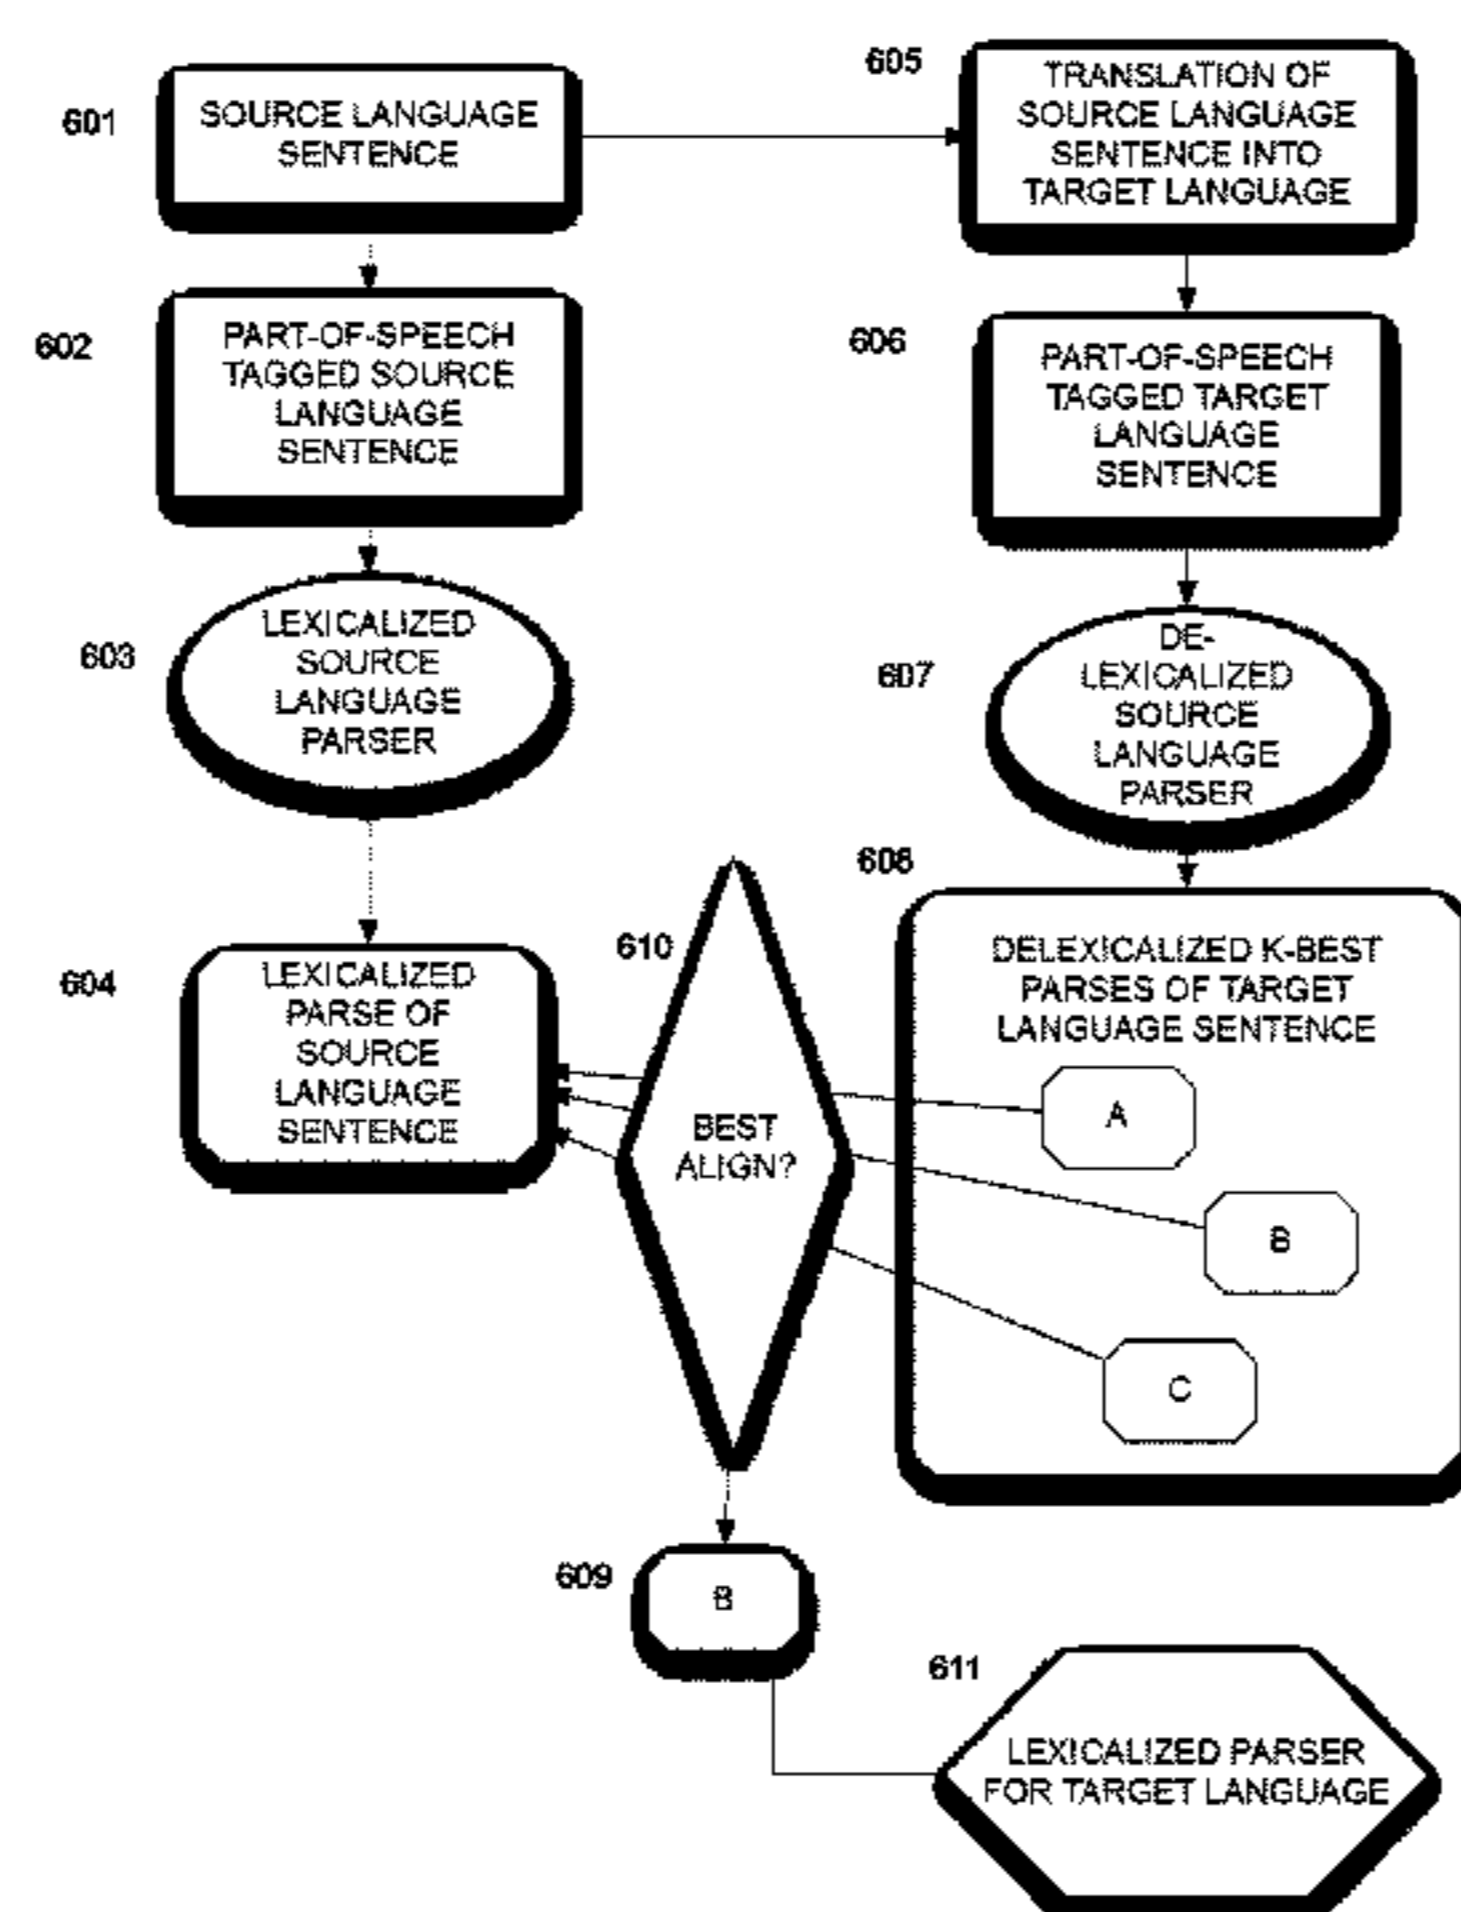 601
SOURCE LANGUAGE
SENTENCE
605
TRANSLATION OF
SOURCE LANGUAGE
SENTENCE INTO
TARGET LANGUAGE
602
PART-OF-SPEECH
TAGGED SOURCE
LANGUAGE
SENTENCE
606
PART-OF-SPEECH
TAGGED TARGET
LANGUAGE
SENTENCE
603
LEXICALIZED
SOURCE
LANGUAGE
PARSER
607
DE-
LEXICALIZED
SOURCE
LANGUAGE
PARSER
604
LEXICALIZED
PARSE OF
SOURCE
LANGUAGE
SENTENCE
610
BEST
ALIGN?
608
DELEXICALIZED K-BEST
PARSES OF TARGET
LANGUAGE SENTENCE
A
B
C
609
B
611
LEXICALIZED PARSER
FOR TARGET LANGUAGE